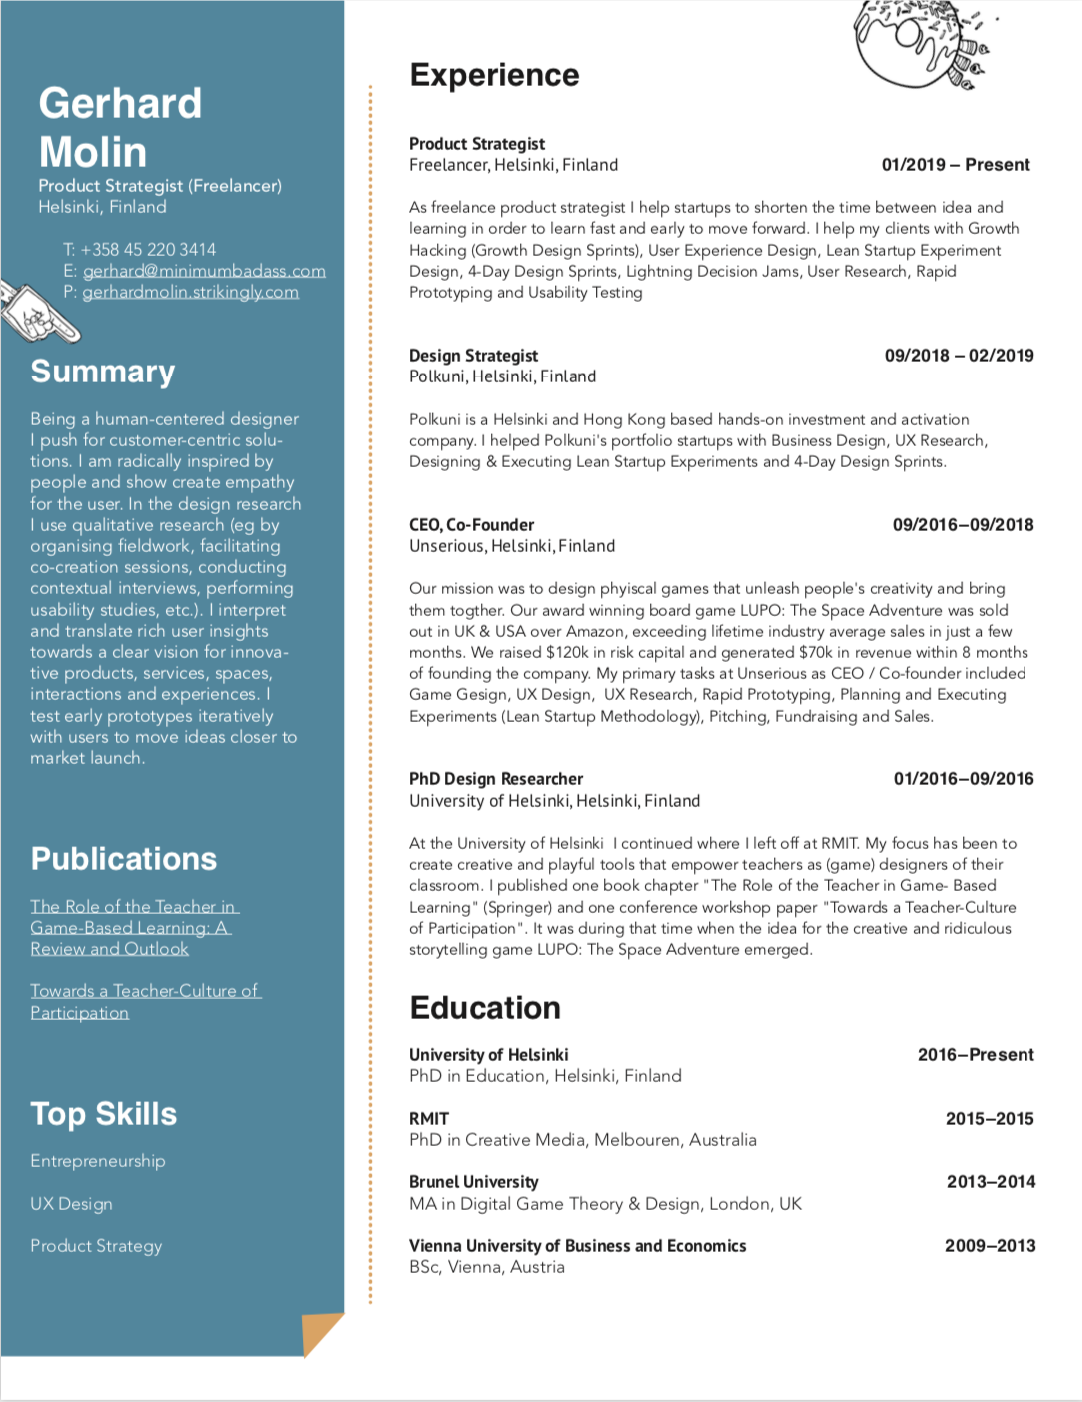 Gerhard
Molin
Product Strategist (Freelancer)
Helsinki, Finland
T: +358 45 220 3414
E: gerhard@minimumbadass.com
P: gerhardmolin.strikingly.com
Summary
Being a human-centered designer
I push for customer-centric solu-
tions. I am radically inspired by
people and show create empathy
for the user. In the design research
I use qualitative research (eg by
organising fieldwork, facilitating
co-creation sessions, conducting
contextual interviews, performing
usability studies, etc.). I interpret
and translate rich user insights
towards a clear vision for innova-
tive products, services, spaces,
interactions and experiences. I
test early prototypes iteratively
with users to move ideas closer to
market launch.
Publications
The Role of the Teacher in
Game-Based Learning: A
Review and Outlook
Towards a Teacher-Culture of
Participation
Top Skills
Entrepreneurship
UX Design
Product Strategy
Experience
Product Strategist
Freelancer, Helsinki, Finland 01/2019 – Present
As freelance product strategist I help startups to shorten the time between idea and
learning in order to learn fast and early to move forward. I help my clients with Growth
Hacking (Growth Design Sprints), User Experience Design, Lean Startup Experiment
Design, 4-Day Design Sprints, Lightning Decision Jams, User Research, Rapid
Prototyping and Usability Testing
Design Strategist 09/2018 – 02/2019
Polkuni, Helsinki, Finland
Polkuni is a Helsinki and Hong Kong based hands-on investment and activation
company. I helped Polkuni's portfolio startups with Business Design, UX Research,
Designing & Executing Lean Startup Experiments and 4-Day Design Sprints.
CEO, Co-Founder 09/2016–09/2018
Unserious, Helsinki, Finland
Our mission was to design phyiscal games that unleash people's creativity and bring
them togther. Our award winning board game LUPO: The Space Adventure was sold
out in UK & USA over Amazon, exceeding lifetime industry average sales in just a few
months. We raised $120k in risk capital and generated $70k in revenue within 8 months
of founding the company. My primary tasks at Unserious as CEO / Co-founder included
Game Gesign, UX Design, UX Research, Rapid Prototyping, Planning and Executing
Experiments (Lean Startup Methodology), Pitching, Fundraising and Sales.
PhD Design Researcher 01/2016–09/2016
University of Helsinki, Helsinki, Finland
At the University of Helsinki I continued where I left off at RMIT. My focus has been to
create creative and playful tools that empower teachers as (game) designers of their
classroom. I published one book chapter "The Role of the Teacher in Game- Based
Learning" (Springer) and one conference workshop paper "Towards a Teacher-Culture
of Participation". It was during that time when the idea for the creative and ridiculous
storytelling game LUPO: The Space Adventure emerged.
Education
University of Helsinki 2016–Present
PhD in Education, Helsinki, Finland
RMIT 2015–2015
PhD in Creative Media, Melbouren, Australia
Brunel University 2013–2014
MA in Digital Game Theory & Design, London, UK
Vienna University of Business and Economics 2009–2013
BSc, Vienna, Austria